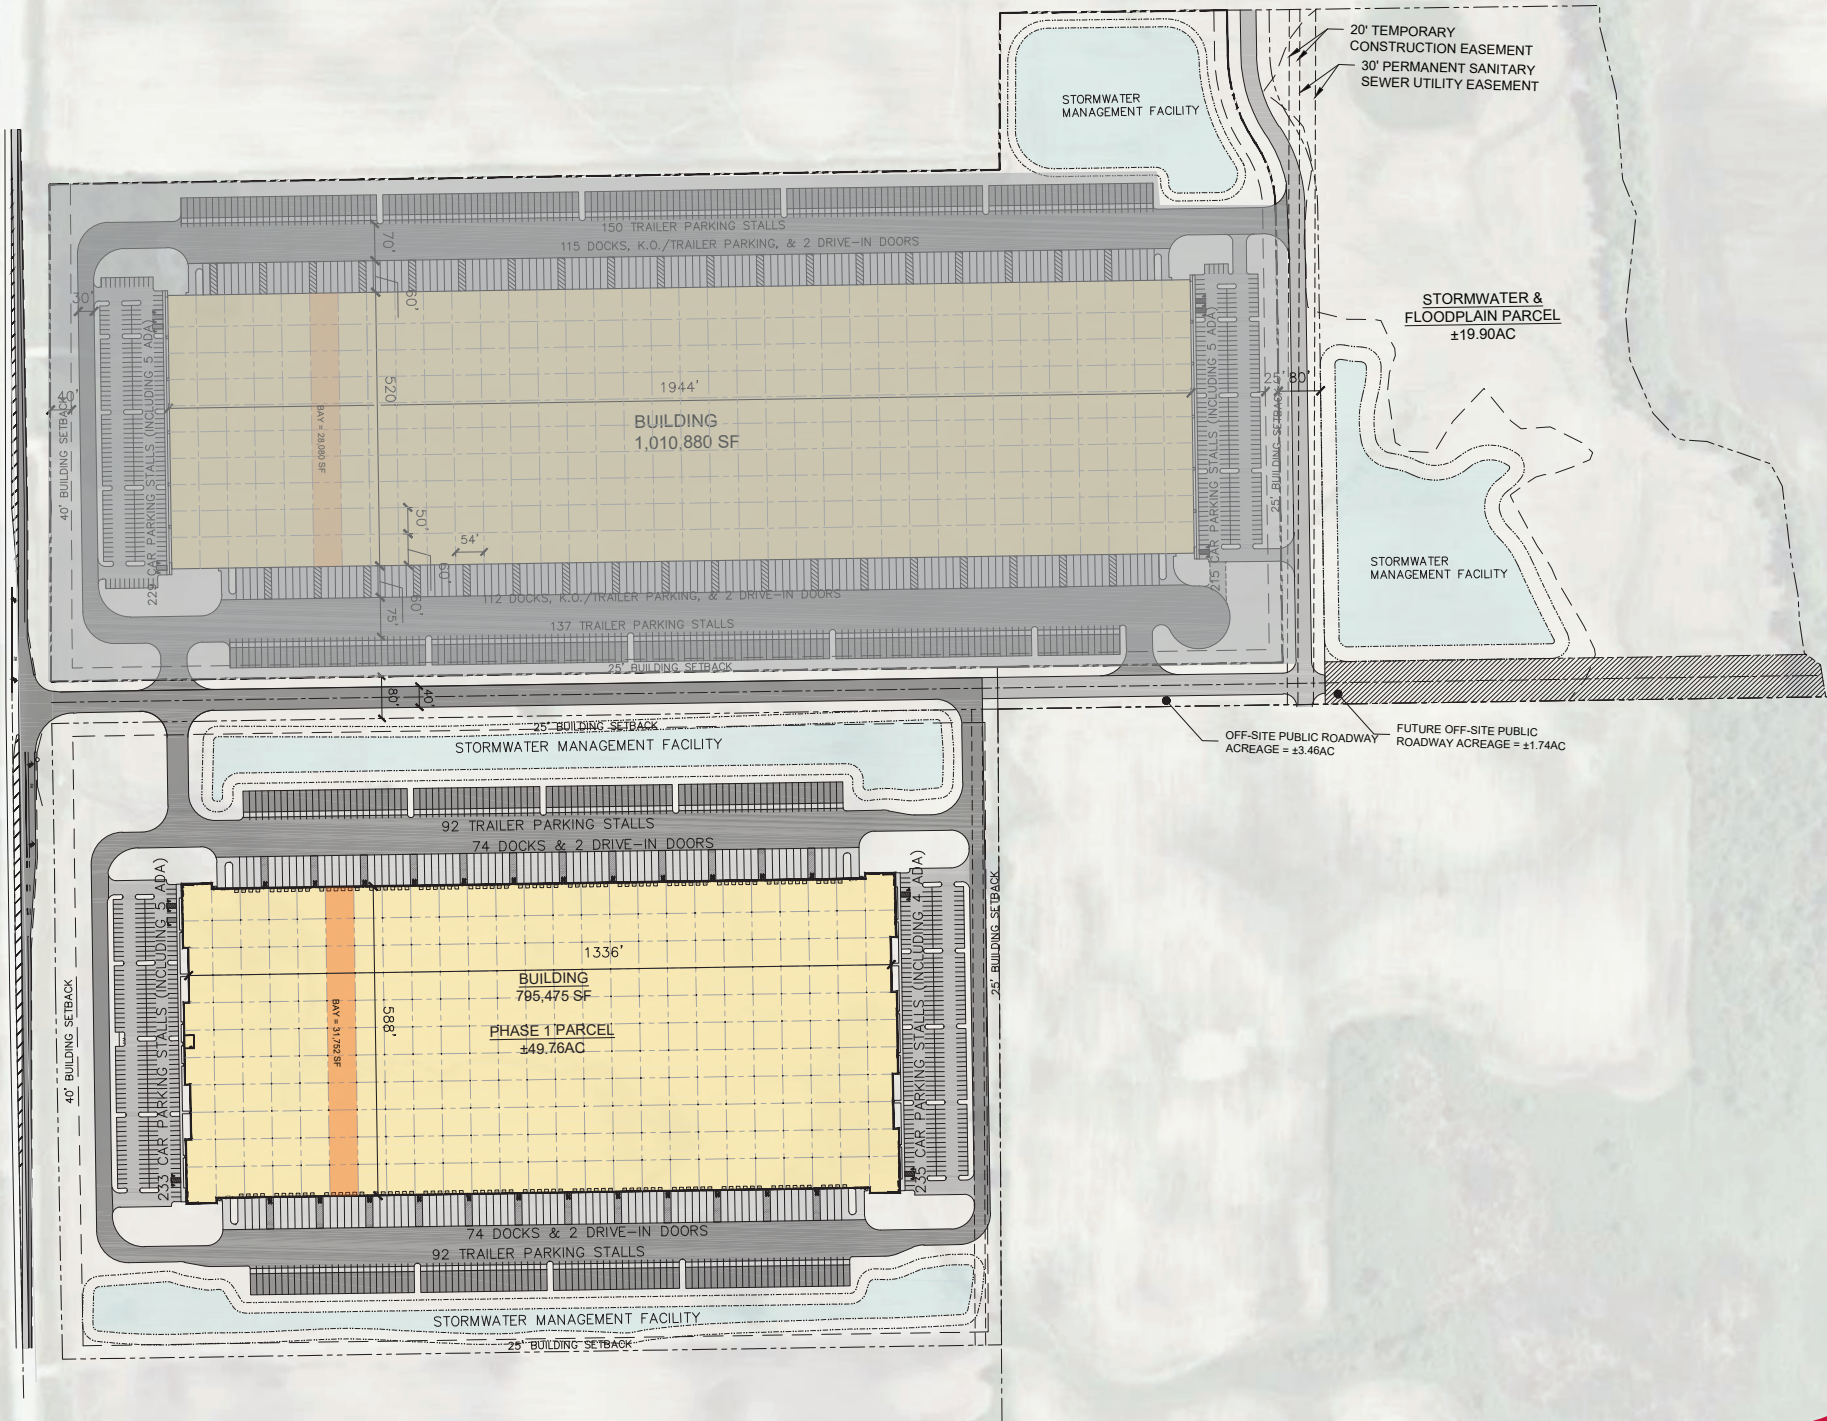 20' TEMPORARY
CONSTRUCTION EASEMENT
30' PERMANENT SANITARY
SEWER UTILITY EASEMENT
STORMWATER
MANAGEMENT FACILITY
150 TRAILER PARKING STALLS
115 DOCKS, K.O./TRAILER PARKING, & 2 DRIVE-IN DOORS
70'
60'
30'
STORMWATER &
FLOODPLAIN PARCEL
±19.90AC
40'
40' BUILDING SETBACK
229 CAR PARKING STALLS (INCLUDING 5 ADA)
BAY = 28,080 SF
520'
1944'
BUILDING
1,010,880 SF
50'
54'
60'
215 CAR PARKING STALLS (INCLUDING 5 ADA)
25'
80'
25' BUILDING SETBACK
STORMWATER
MANAGEMENT FACILITY
112 DOCKS, K.O./TRAILER PARKING, & 2 DRIVE-IN DOORS
60'
75'
137 TRAILER PARKING STALLS
25' BUILDING SETBACK
80'
40'
25' BUILDING SETBACK
STORMWATER MANAGEMENT FACILITY
OFF-SITE PUBLIC ROADWAY
ACREAGE = ±3.46AC
FUTURE OFF-SITE PUBLIC
ROADWAY ACREAGE = ±1.74AC
92 TRAILER PARKING STALLS
74 DOCKS & 2 DRIVE-IN DOORS
40' BUILDING SETBACK
233 CAR PARKING STALLS (INCLUDING 5 ADA)
BAY = 31,752 SF
588'
1336'
BUILDING
795,475 SF
PHASE 1 PARCEL
±49.76AC
235 CAR PARKING STALLS (INCLUDING 4 ADA)
25' BUILDING SETBACK
74 DOCKS & 2 DRIVE-IN DOORS
92 TRAILER PARKING STALLS
STORMWATER MANAGEMENT FACILITY
25' BUILDING SETBACK